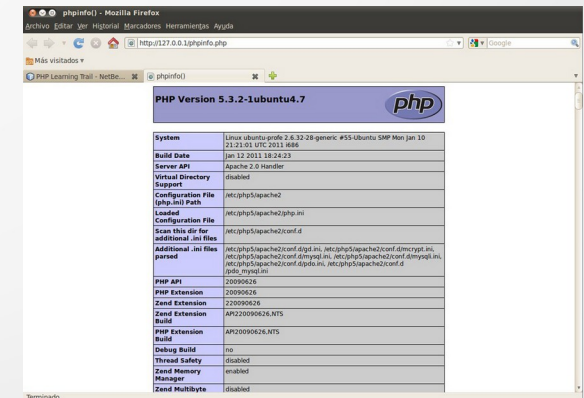 phpinfo() - Mozilla Firefox
Archivo Editar Ver Historial Marcadores Herramientas Ayuda
http://127.0.0.1/phpinfo.php
Google
Más visitados
PHP Learning Trail - NetBe...
phpinfo()
PHP Version 5.3.2-1ubuntu4.7
php
System
Linux ubuntu-profe 2.6.32-28-generic #55-Ubuntu SMP Mon Jan 10
21:21:01 UTC 2011 i686
Build Date
Jan 12 2011 18:24:23
Server API
Apache 2.0 Handler
Virtual Directory
Support
disabled
Configuration File
(php.ini) Path
/etc/php5/apache2
Loaded
Configuration File
/etc/php5/apache2/php.ini
Scan this dir for
additional .ini files
/etc/php5/apache2/conf.d
Additional .ini files
parsed
/etc/php5/apache2/conf.d/gd.ini, /etc/php5/apache2/conf.d/mcrypt.ini,
/etc/php5/apache2/conf.d/mysql.ini, /etc/php5/apache2/conf.d/mysqli.ini,
/etc/php5/apache2/conf.d/pdo.ini, /etc/php5/apache2/conf.d
/pdo_mysql.ini
PHP API
20090626
PHP Extension
20090626
Zend Extension
220090626
Zend Extension
Build
API220090626,NTS
PHP Extension
Build
API20090626,NTS
Debug Build
no
Thread Safety
disabled
Zend Memory
Manager
enabled
Zend Multibyte
disabled
Terminado